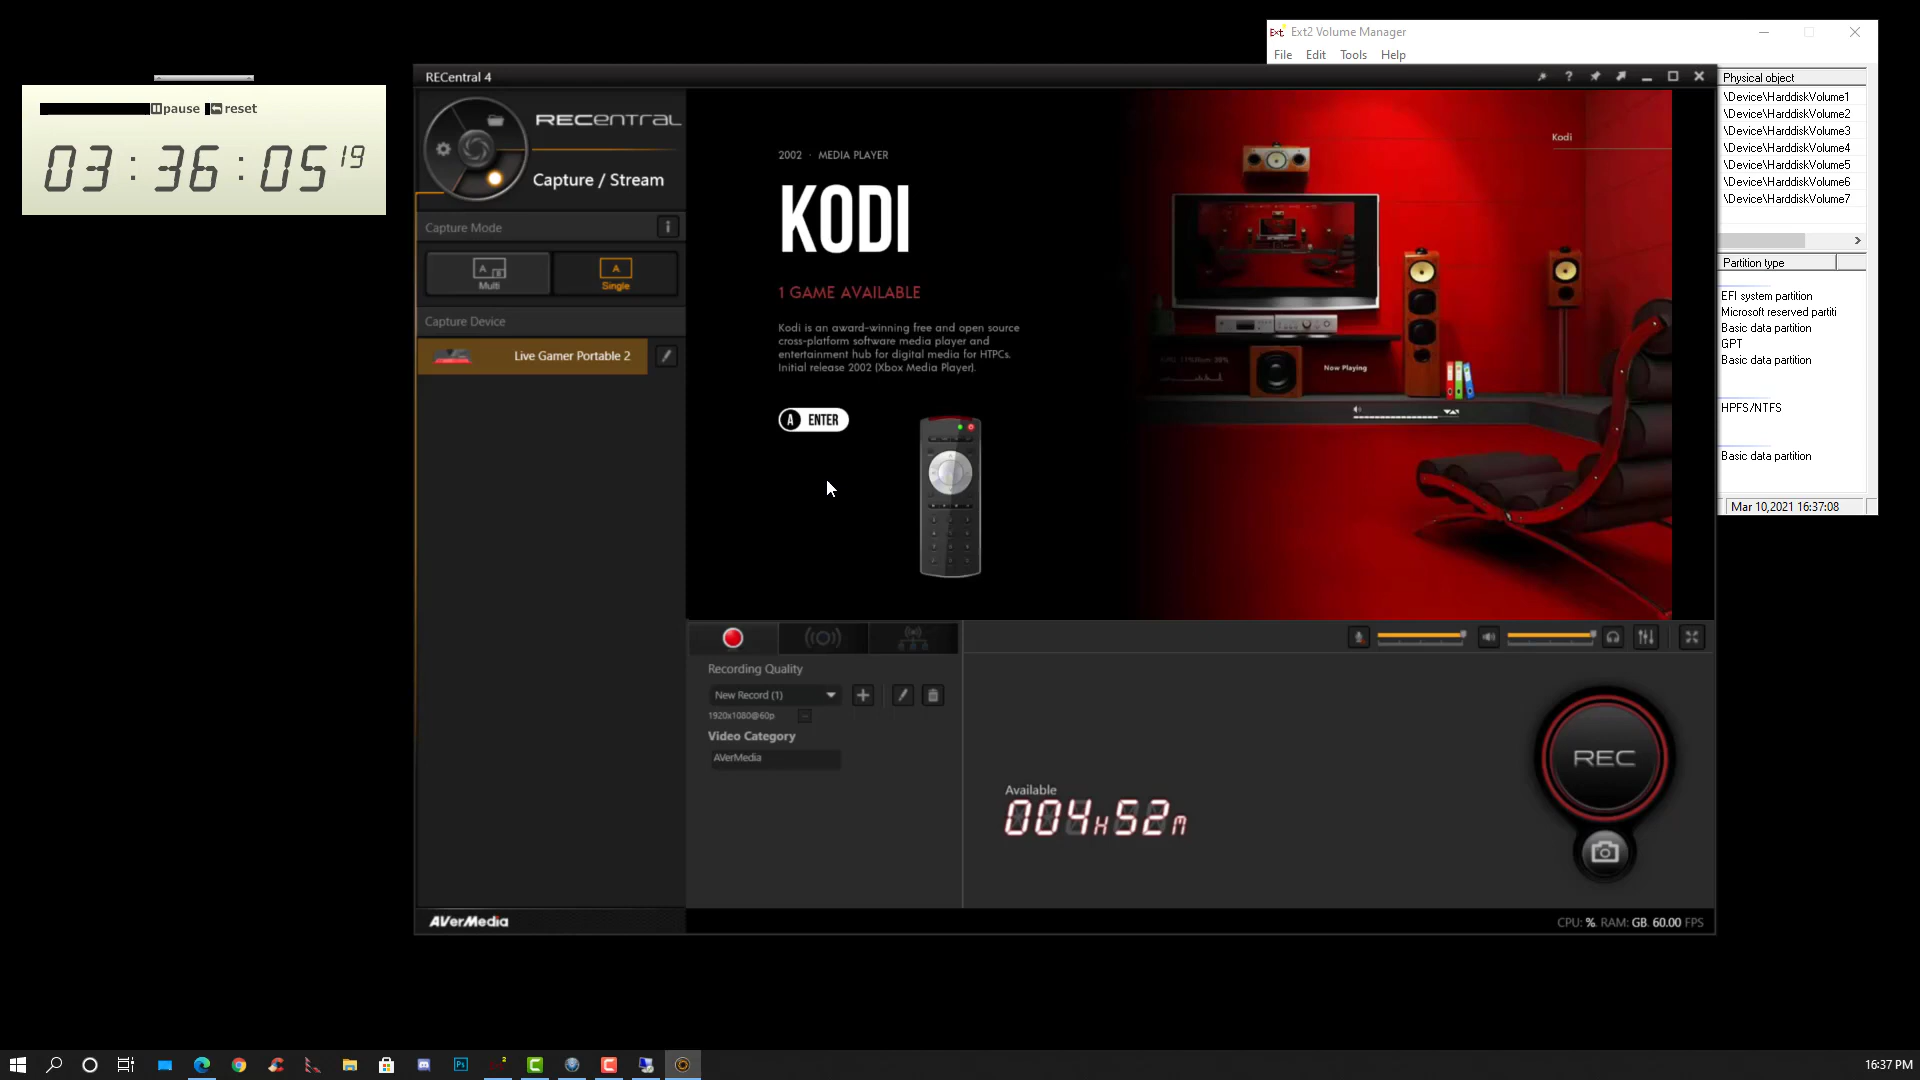 Ext2 Volume Manager
File Edit Tools Help
Physical object
\Device\HarddiskVolume1
\Device\HarddiskVolume2
\Device\HarddiskVolume3
\Device\HarddiskVolume4
\Device\HarddiskVolume5
\Device\HarddiskVolume6
\Device\HarddiskVolume7
Partition type
EFI system partition
Microsoft reserved partiti
Basic data partition
GPT
Basic data partition
HPFS/NTFS
Basic data partition
Mar 10,2021 16:37:08
pause reset
03:36:05 19
RECentral 4
RECENTRAL
Capture / Stream
Capture Mode
Multi
Single
Capture Device
Live Gamer Portable 2
2002 · MEDIA PLAYER
KODI
1 GAME AVAILABLE
Kodi is an award-winning free and open source
cross-platform software media player and
entertainment hub for digital media for HTPCs.
Initial release 2002 (Xbox Media Player).
A ENTER
Kodi
Now Playing
Recording Quality
New Record (1)
1920x1080@60p
Video Category
AVerMedia
Available
004H52M
REC
AVerMedia
CPU: %. RAM: GB. 60.00 FPS
16:37 PM